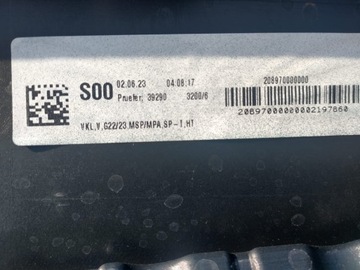 S00 02.06.23 04:08:17
Pruefer: 39290 3200/6
208970000000
20897000000002197860
VKL,V,G22/23,MSP/MPA,SP-T,HT